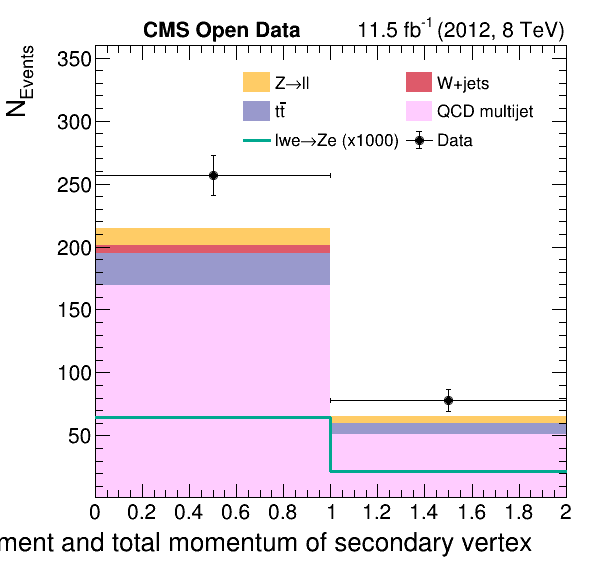 CMS Open Data 11.5 fb⁻¹ (2012, 8 TeV)
N_Events
Z→ll W+jets
tt̄ QCD multijet
lwe→Ze (x1000) Data
350
300
250
200
150
100
50
0 0.2 0.4 0.6 0.8 1 1.2 1.4 1.6 1.8 2
and total momentum of secondary vertex